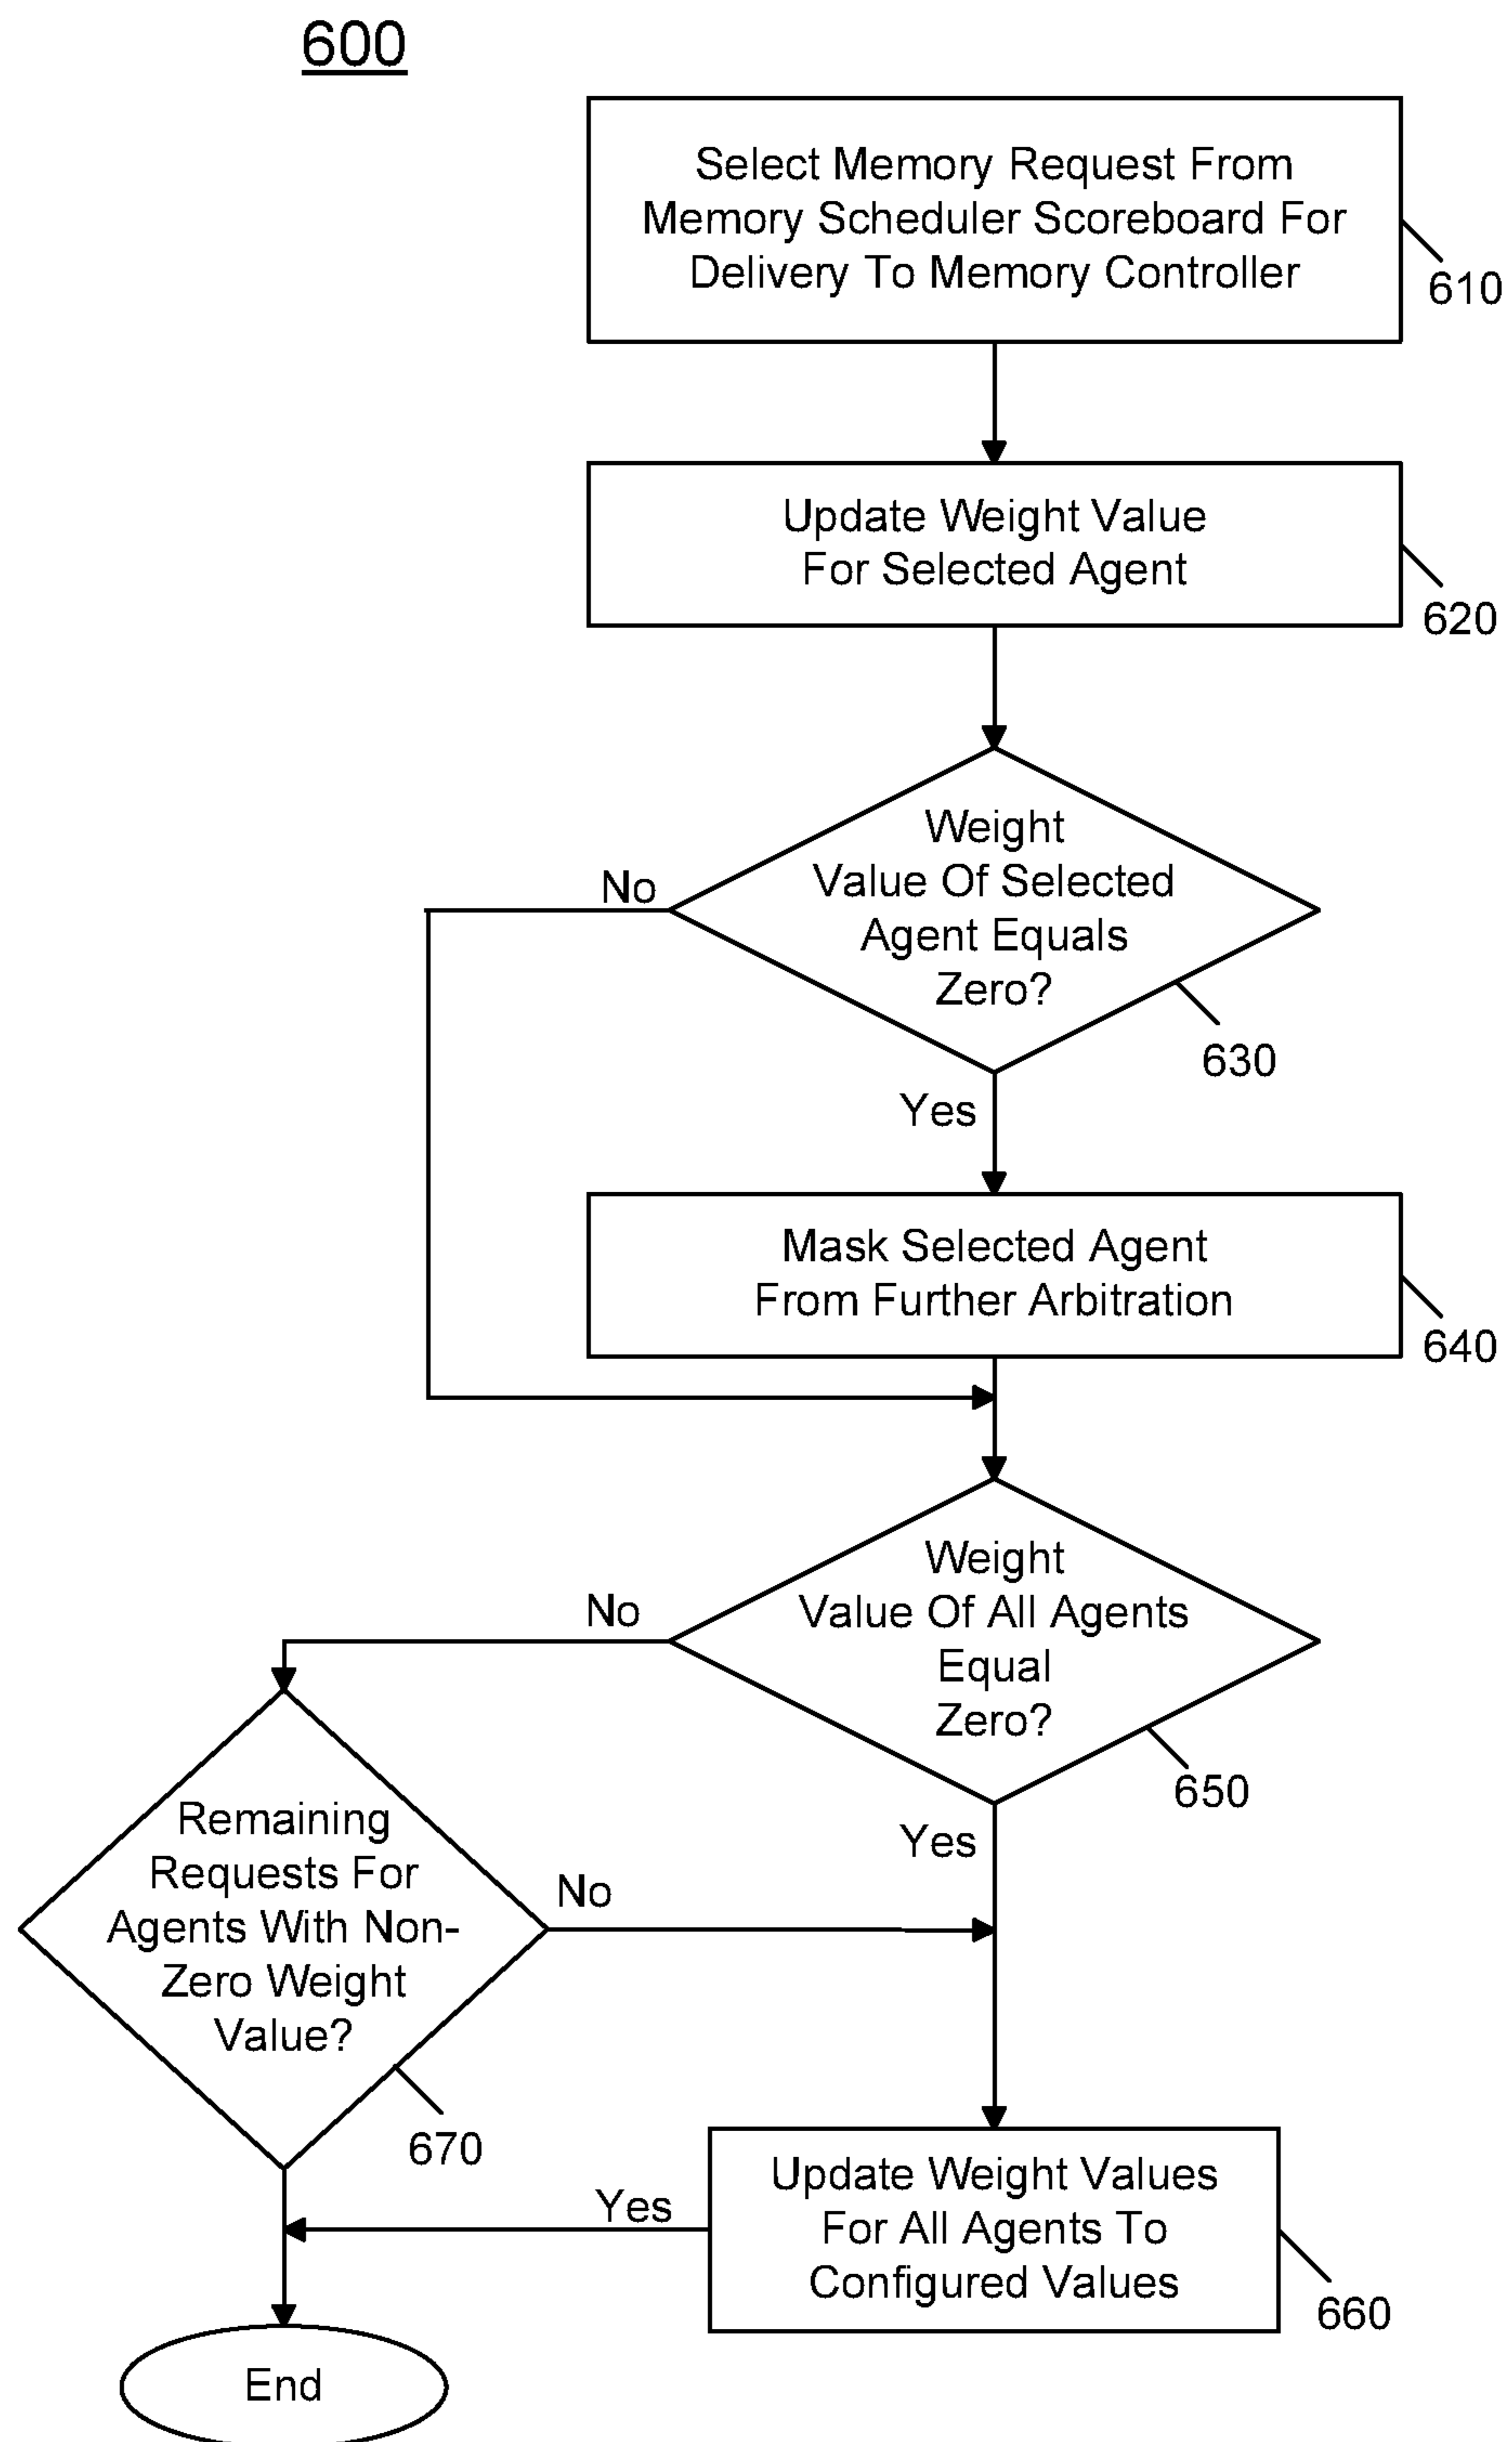 600
Select Memory Request From
Memory Scheduler Scoreboard For
Delivery To Memory Controller
610
Update Weight Value
For Selected Agent
620
Weight
Value Of Selected
Agent Equals
Zero?
No
630
Yes
Mask Selected Agent
From Further Arbitration
640
Weight
Value Of All Agents
Equal
Zero?
No
650
Yes
Remaining
Requests For
Agents With Non-
Zero Weight
Value?
No
670
Update Weight Values
For All Agents To
Configured Values
Yes
660
End